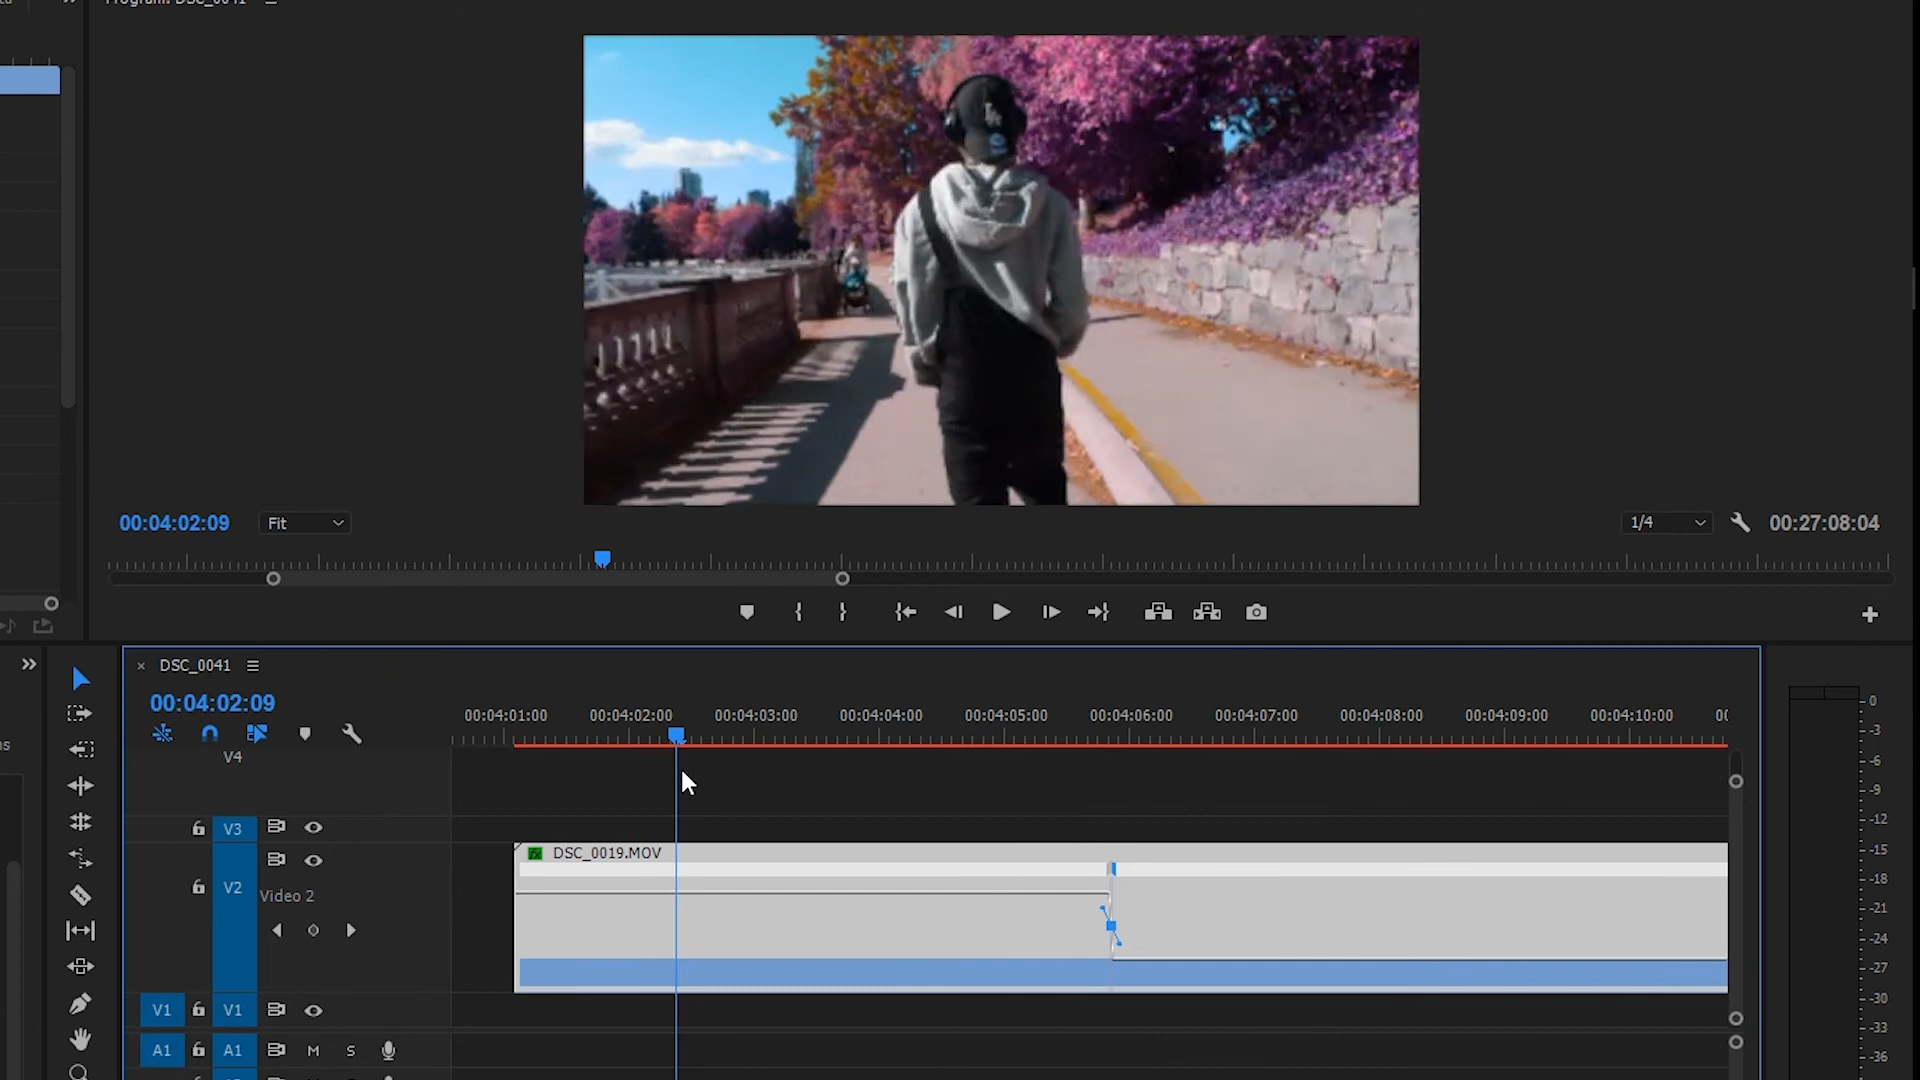 Program: DSC_0041
LA
00:04:02:09
Fit
1/4
00:27:08:04
DSC_0041
00:04:02:09
00:04:01:00
00:04:02:00
00:04:03:00
00:04:04:00
00:04:05:00
00:04:06:00
00:04:07:00
00:04:08:00
00:04:09:00
00:04:10:00
V4
V3
DSC_0019.MOV
V2
Video 2
V1
V1
A1
A1
M
S
0
-3
-6
-9
-12
-15
-18
-21
-24
-27
-30
-33
-36